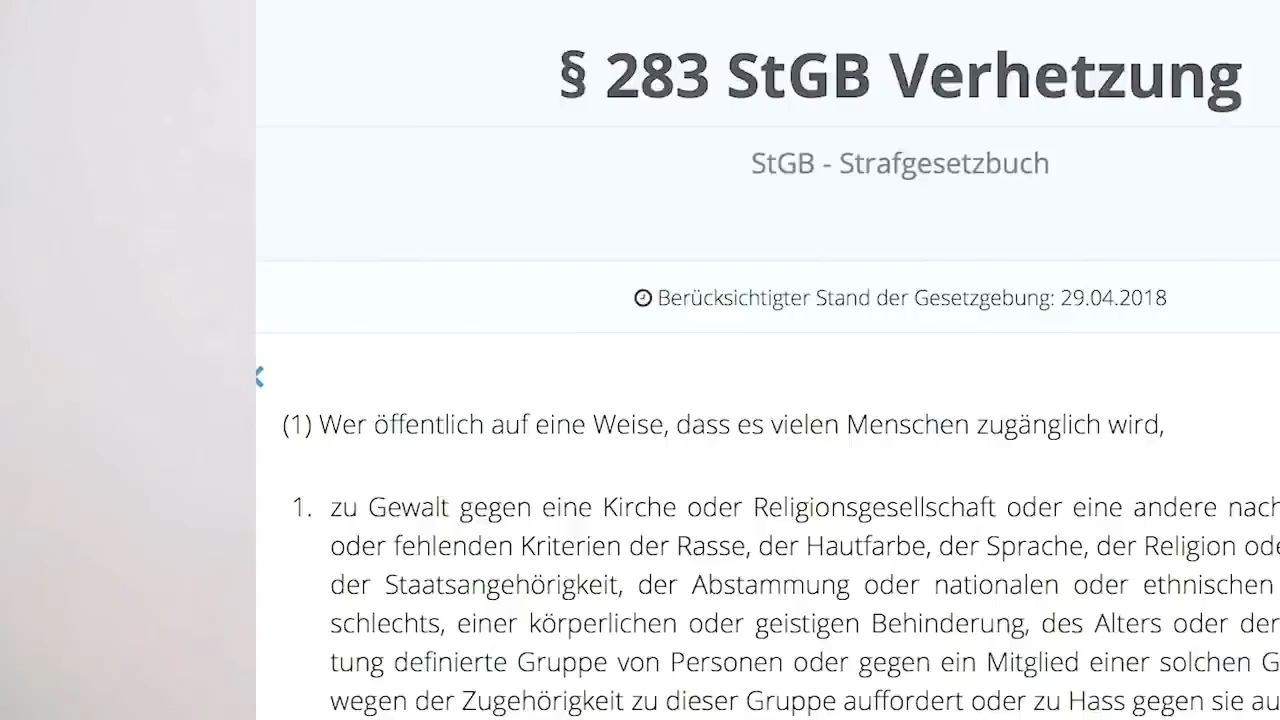 § 283 StGB Verhetzung
StGB - Strafgesetzbuch
Berücksichtigter Stand der Gesetzgebung: 29.04.2018
(1) Wer öffentlich auf eine Weise, dass es vielen Menschen zugänglich wird,
1. zu Gewalt gegen eine Kirche oder Religionsgesellschaft oder eine andere nach
oder fehlenden Kriterien der Rasse, der Hautfarbe, der Sprache, der Religion ode
der Staatsangehörigkeit, der Abstammung oder nationalen oder ethnischen
schlechts, einer körperlichen oder geistigen Behinderung, des Alters oder der
tung definierte Gruppe von Personen oder gegen ein Mitglied einer solchen G
wegen der Zugehörigkeit zu dieser Gruppe auffordert oder zu Hass gegen sie au